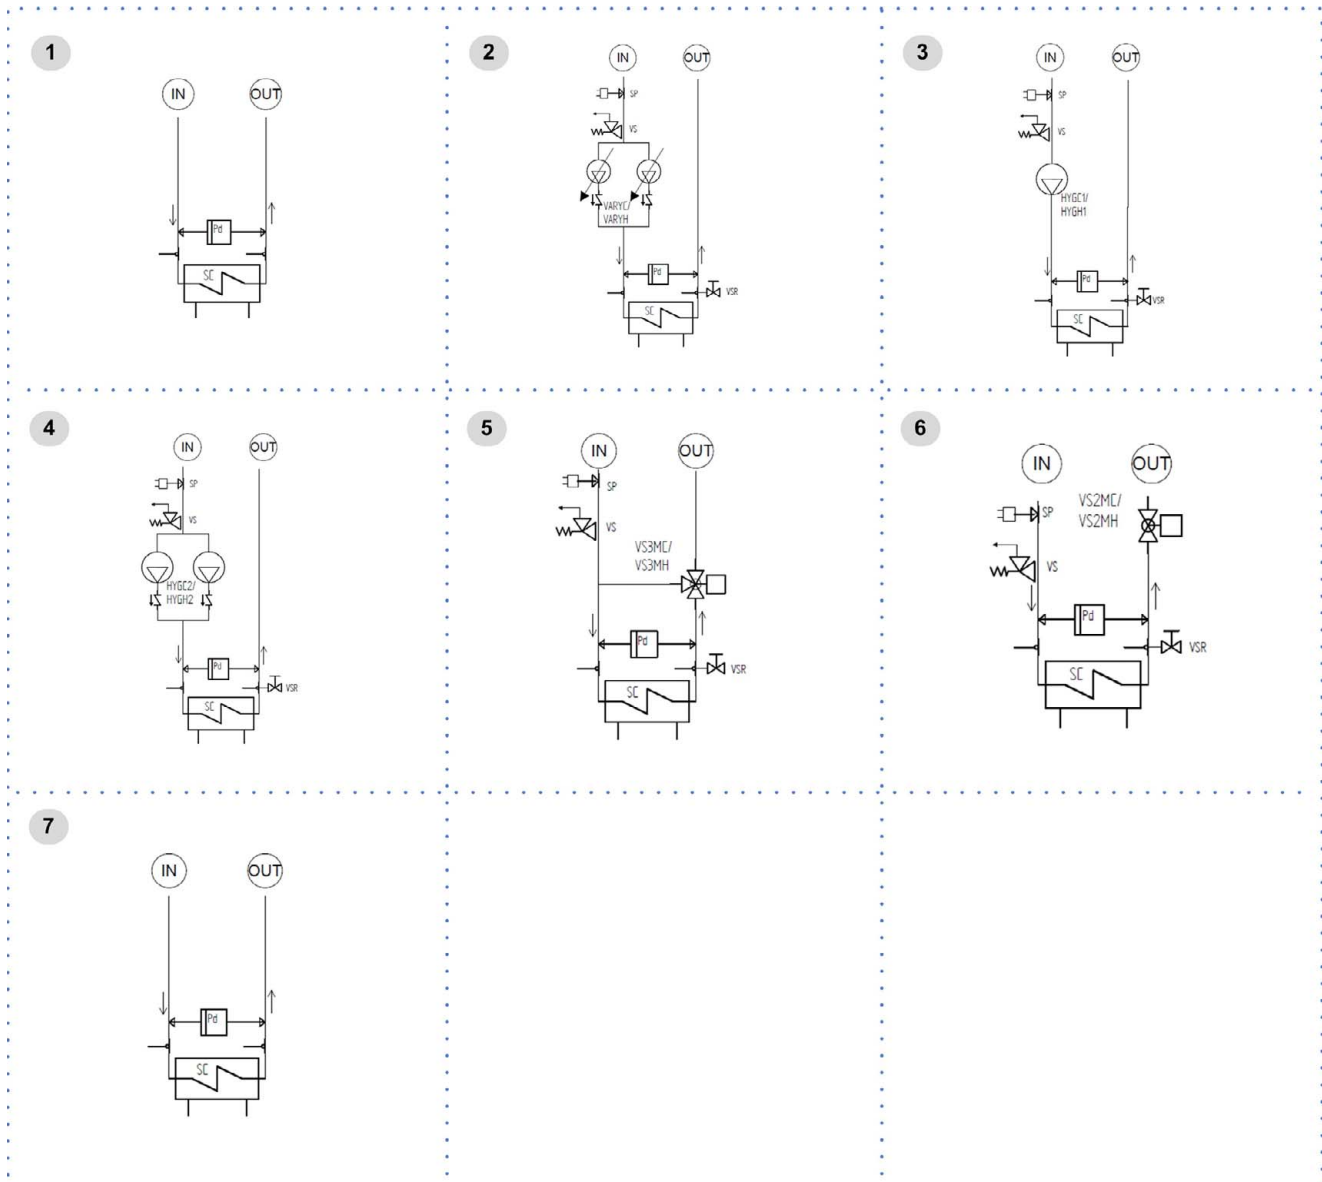 1
IN
OUT
Pd
SC
2
IN
OUT
SP
VS
VARYC/
VARYH
Pd
VSR
SC
3
IN
OUT
SP
VS
HYGC1/
HYGH1
Pd
VSR
SC
4
IN
OUT
SP
VS
HYGC2/
HYGH2
Pd
VSR
SC
5
IN
OUT
SP
VS
VS3MC/
VS3MH
Pd
VSR
SC
6
IN
OUT
SP
VS2MC/
VS2MH
VS
Pd
VSR
SC
7
IN
OUT
Pd
SC